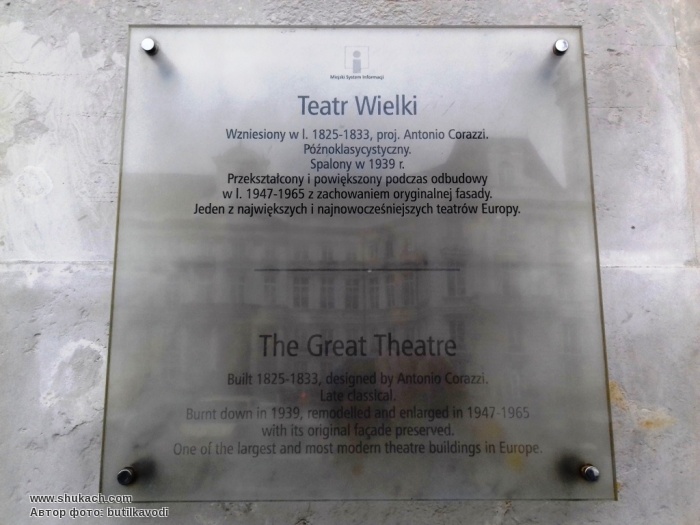 Miejski System Informacji
Teatr Wielki
Wzniesiony w l. 1825-1833, proj. Antonio Corazzi.
Późnoklasycystyczny.
Spalony w 1939 r.
Przekształcony i powiększony podczas odbudowy
w l. 1947-1965 z zachowaniem oryginalnej fasady.
Jeden z największych i najnowocześniejszych teatrów Europy.
The Great Theatre
Built 1825-1833, designed by Antonio Corazzi.
Late classical.
Burnt down in 1939, remodelled and enlarged in 1947-1965
with its original façade preserved.
One of the largest and most modern theatre buildings in Europe.
www.shukach.com
Автор фото: butilkavodi